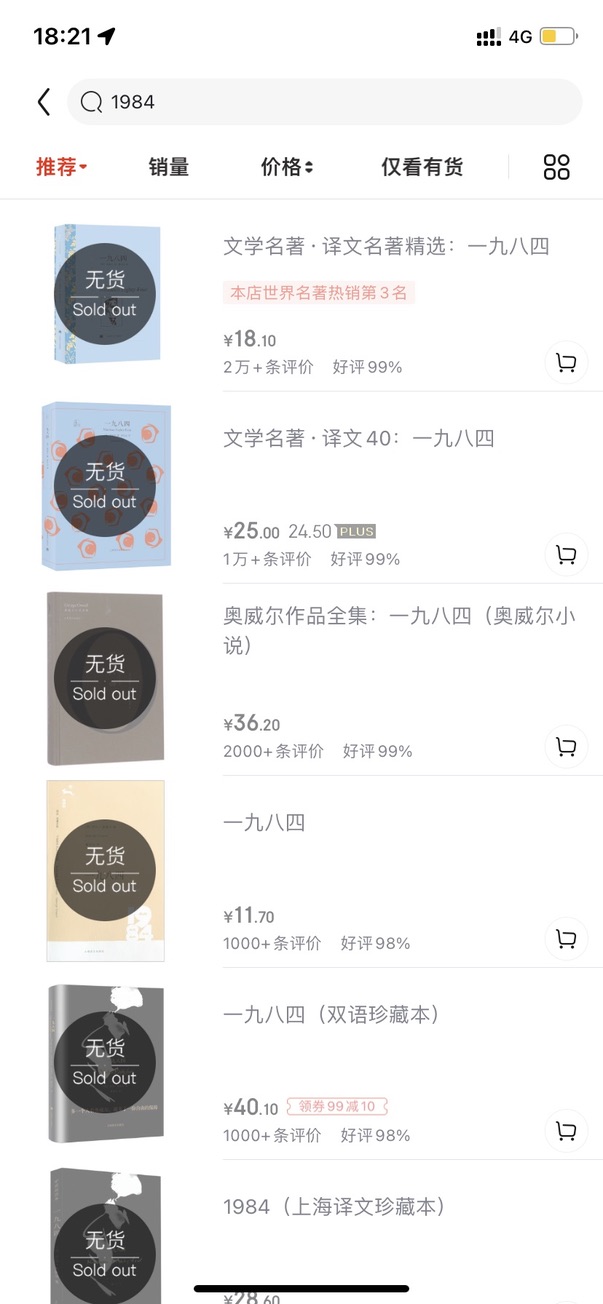 18:21
4G
1984
推荐
销量
价格
仅看有货
一九八四
无货
Sold out
文学名著·译文名著精选：一九八四
本店世界名著热销第3名
¥18.10
2万+条评价 好评99%
一九八四
无货
Sold out
文学名著·译文40：一九八四
¥25.00 24.50 PLUS
1万+条评价 好评99%
无货
Sold out
奥威尔作品全集：一九八四（奥威尔小
说）
¥36.20
2000+条评价 好评99%
无货
Sold out
一九八四
¥11.70
1000+条评价 好评98%
无货
Sold out
一九八四（双语珍藏本）
¥40.10 领券99减10
1000+条评价 好评98%
无货
Sold out
1984（上海译文珍藏本）
¥28.60